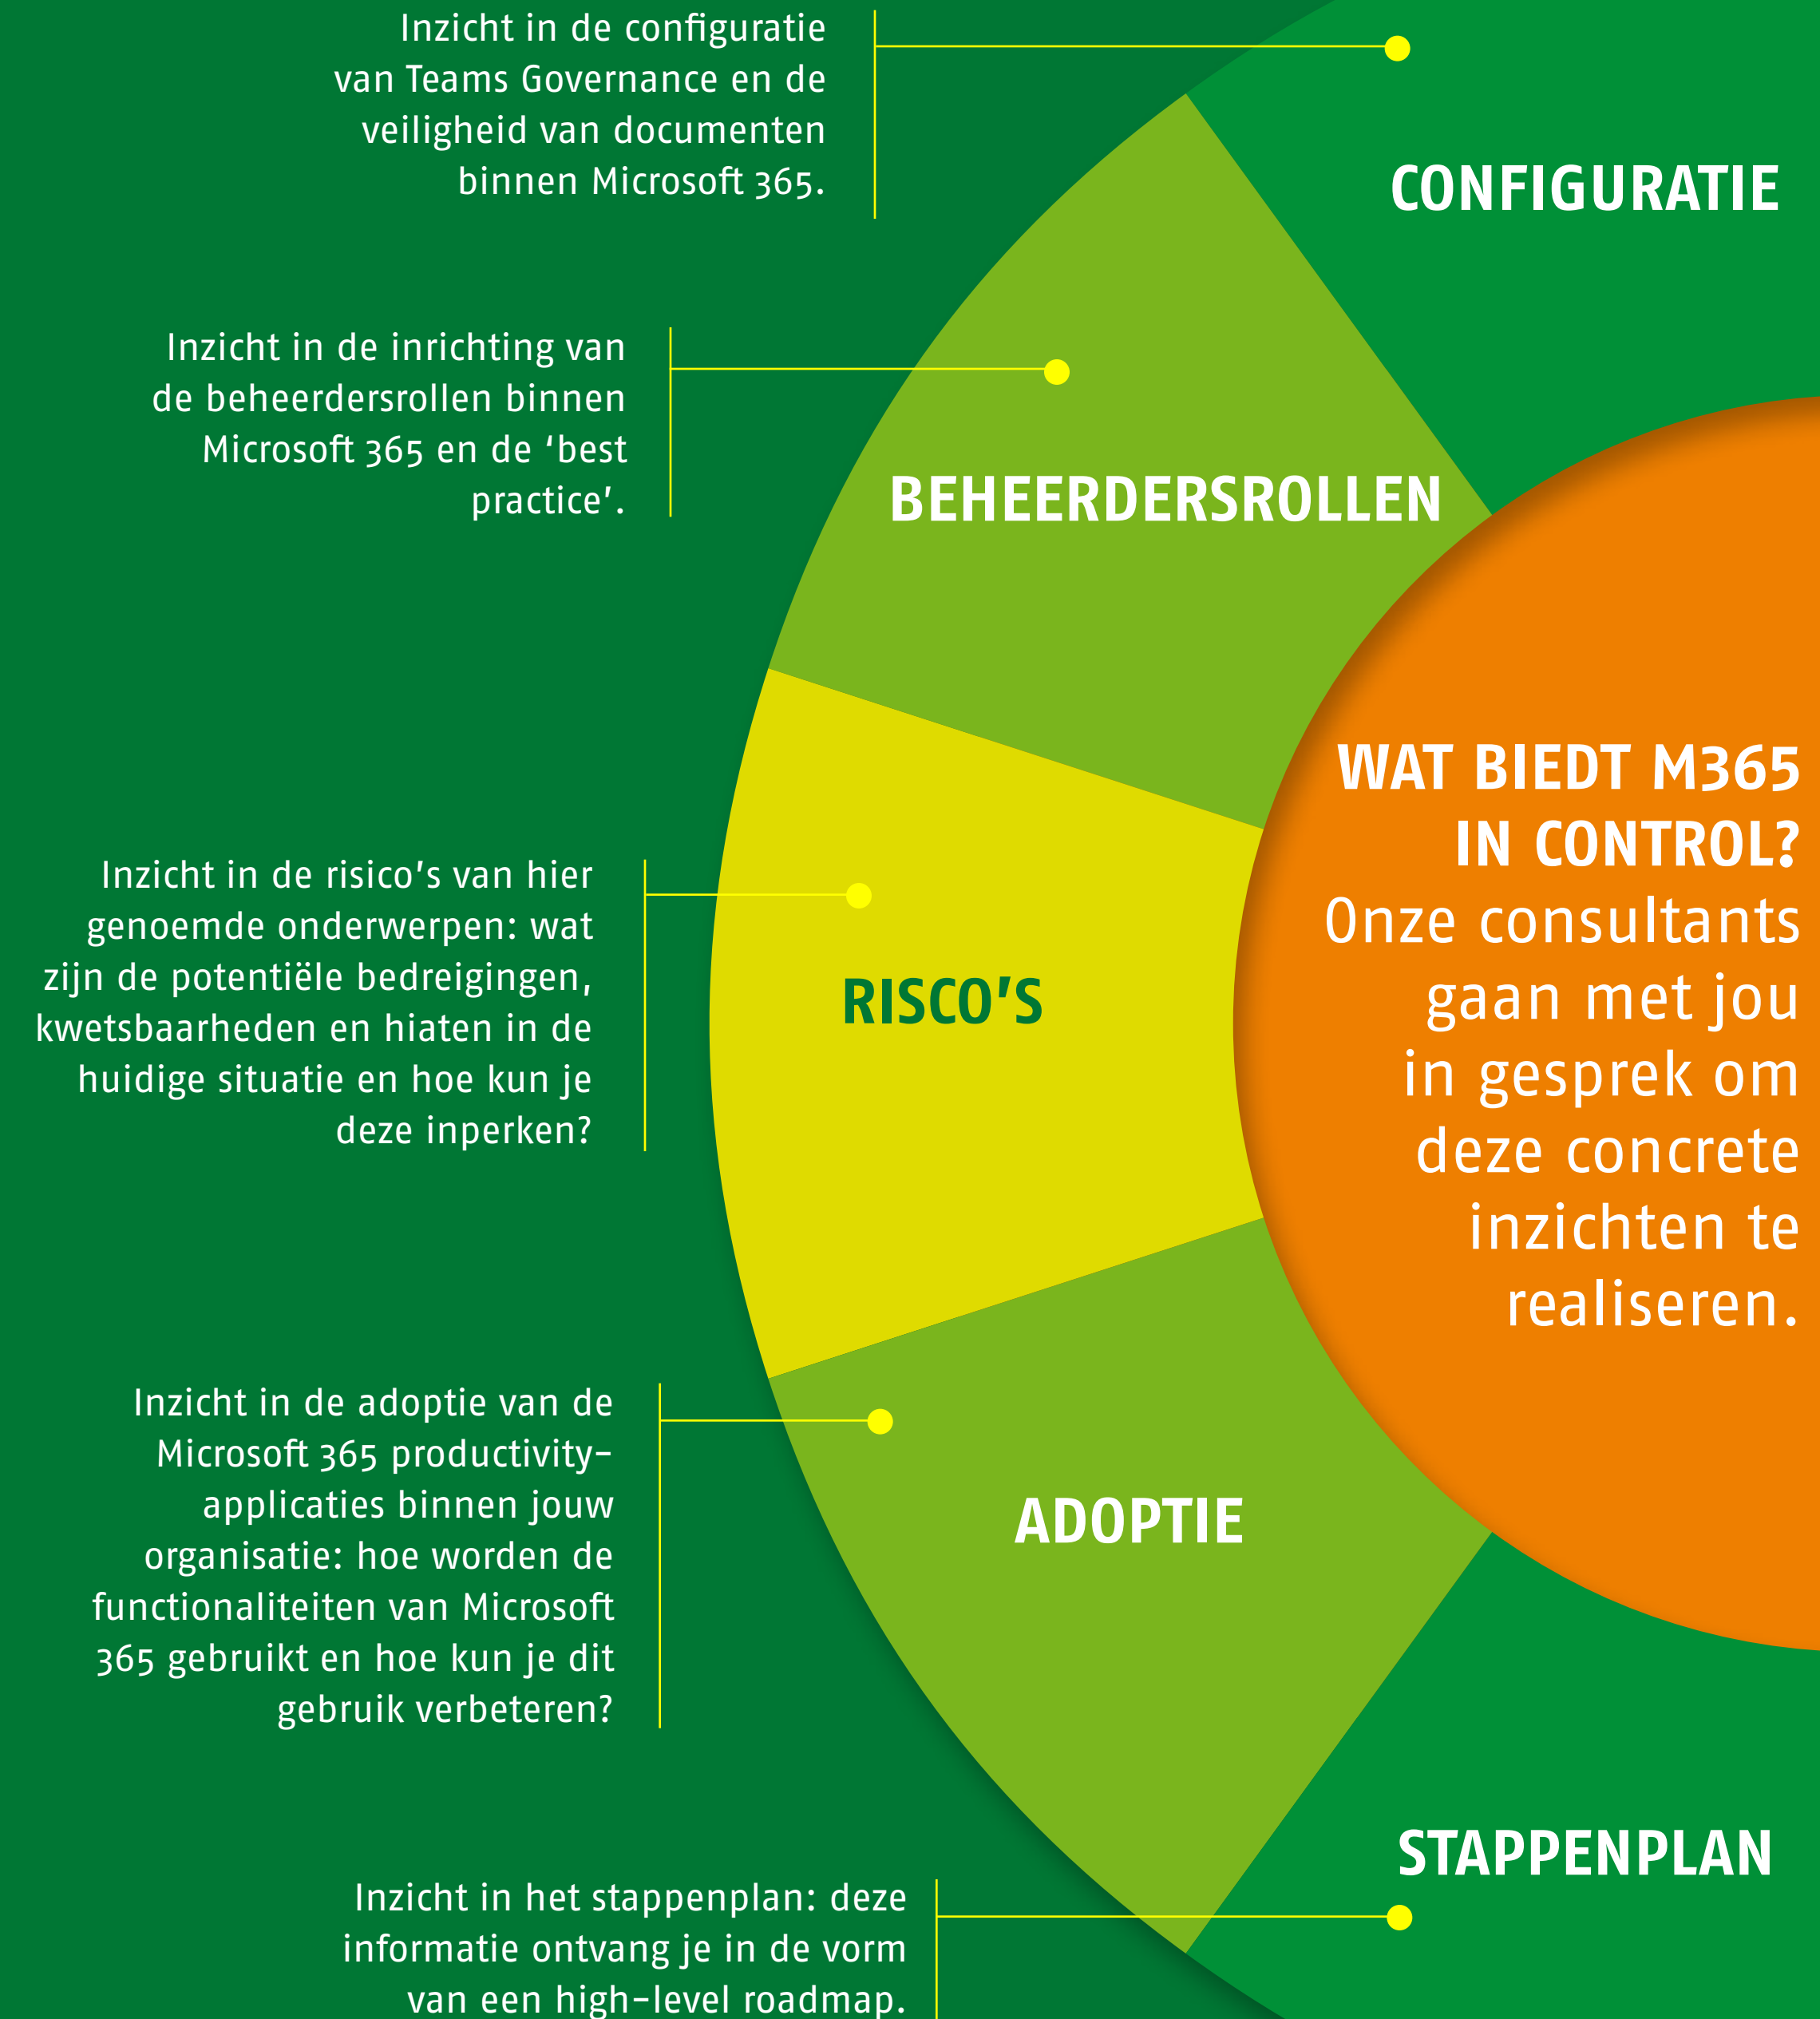 Inzicht in de configuratie
van Teams Governance en de
veiligheid van documenten
binnen Microsoft 365.
CONFIGURATIE
Inzicht in de inrichting van
de beheerdersrollen binnen
Microsoft 365 en de ‘best
practice’.
BEHEERDERSROLLEN
WAT BIEDT M365
IN CONTROL?
Onze consultants
gaan met jou
in gesprek om
deze concrete
inzichten te
realiseren.
Inzicht in de risico’s van hier
genoemde onderwerpen: wat
zijn de potentiële bedreigingen,
kwetsbaarheden en hiaten in de
huidige situatie en hoe kun je
deze inperken?
RISCO’S
Inzicht in de adoptie van de
Microsoft 365 productivity-
applicaties binnen jouw
organisatie: hoe worden de
functionaliteiten van Microsoft
365 gebruikt en hoe kun je dit
gebruik verbeteren?
ADOPTIE
STAPPENPLAN
Inzicht in het stappenplan: deze
informatie ontvang je in de vorm
van een high-level roadmap.